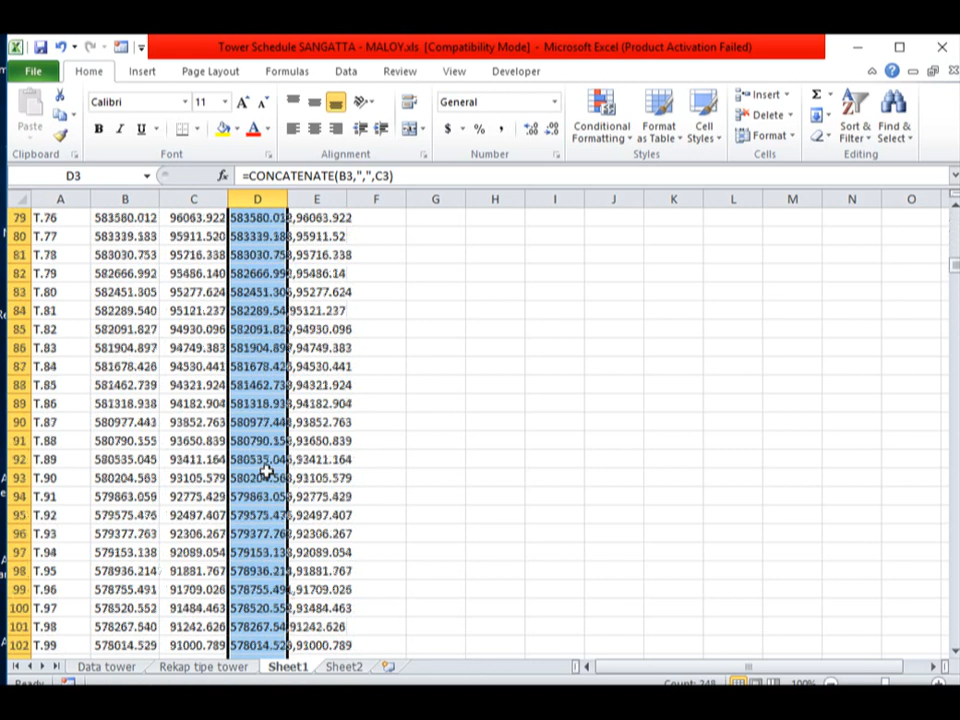 Tower Schedule SANGATTA - MALOY.xls [Compatibility Mode] - Microsoft Excel (Product Activation Failed)
File Home Insert Page Layout Formulas Data Review View Developer
Calibri 11 General Insert Delete Format
Paste Conditional Formatting Format as Table Cell Styles Sort & Filter Find & Select
Clipboard Font Alignment Number Styles Cells Editing
D3 fx =CONCATENATE(B3,",",C3)
A B C D E F G H I J K L M N O
79 T.76 583580.012 96063.922 583580.012,96063.922
80 T.77 583339.183 95911.520 583339.183,95911.52
81 T.78 583030.753 95716.338 583030.753,95716.338
82 T.79 582666.992 95486.140 582666.992,95486.14
83 T.80 582451.305 95277.624 582451.305,95277.624
84 T.81 582289.540 95121.237 582289.54,95121.237
85 T.82 582091.827 94930.096 582091.827,94930.096
86 T.83 581904.897 94749.383 581904.897,94749.383
87 T.84 581678.426 94530.441 581678.426,94530.441
88 T.85 581462.739 94321.924 581462.739,94321.924
89 T.86 581318.938 94182.904 581318.938,94182.904
90 T.87 580977.443 93852.763 580977.443,93852.763
91 T.88 580790.155 93650.839 580790.155,93650.839
92 T.89 580535.045 93411.164 580535.045,93411.164
93 T.90 580204.563 93105.579 580204.563,93105.579
94 T.91 579863.059 92775.429 579863.059,92775.429
95 T.92 579575.476 92497.407 579575.476,92497.407
96 T.93 579377.763 92306.267 579377.763,92306.267
97 T.94 579153.138 92089.054 579153.138,92089.054
98 T.95 578936.214 91881.767 578936.214,91881.767
99 T.96 578755.491 91709.026 578755.491,91709.026
100 T.97 578520.552 91484.463 578520.552,91484.463
101 T.98 578267.540 91242.626 578267.54,91242.626
102 T.99 578014.529 91000.789 578014.529,91000.789
Data tower Rekap tipe tower Sheet1 Sheet2
Ready Count: 248 100%